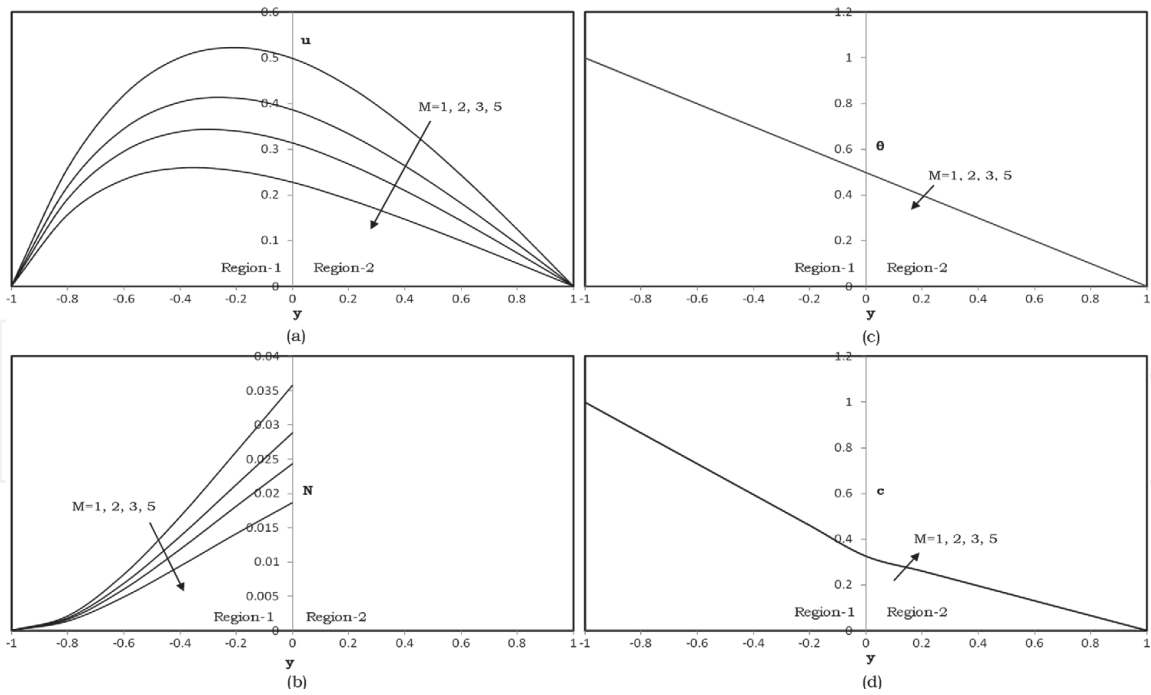 0.6
u
0.5
0.4
M=1, 2, 3, 5
0.3
0.2
0.1
Region-1 Region-2
0
-1 -0.8 -0.6 -0.4 -0.2 0 0.2 0.4 0.6 0.8 1
y
(a)
1.2
1
0.8
0.6
θ
M=1, 2, 3, 5
0.4
0.2
Region-1 Region-2
0
-1 -0.8 -0.6 -0.4 -0.2 0 0.2 0.4 0.6 0.8 1
y
(c)
0.04
0.035
0.03
0.025
0.02
N
M=1, 2, 3, 5
0.015
0.01
0.005
Region-1 Region-2
0
-1 -0.8 -0.6 -0.4 -0.2 0 0.2 0.4 0.6 0.8 1
y
(b)
1.2
1
0.8
0.6
c
0.4
M=1, 2, 3, 5
0.2
Region-1 Region-2
0
-1 -0.8 -0.6 -0.4 -0.2 0 0.2 0.4 0.6 0.8 1
y
(d)